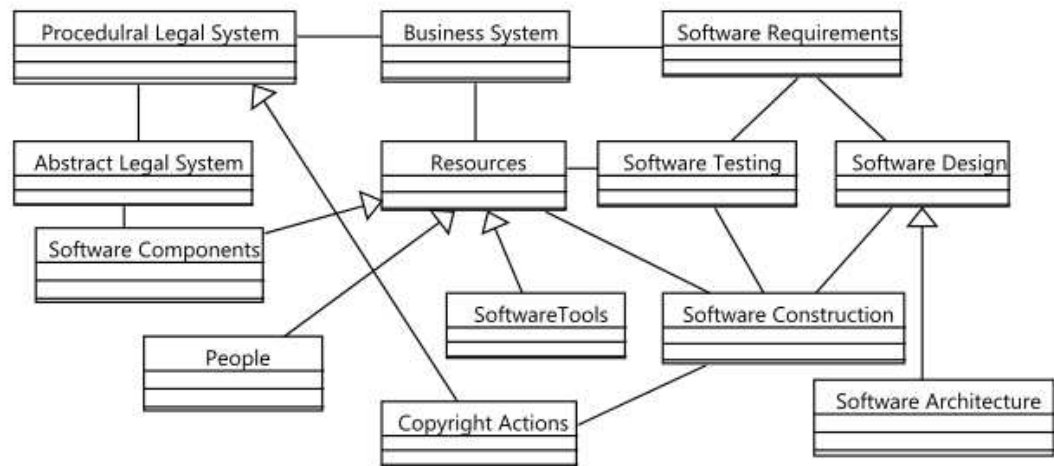 Procedulral Legal System
Business System
Software Requirements
Abstract Legal System
Resources
Software Testing
Software Design
Software Components
SoftwareTools
Software Construction
People
Copyright Actions
Software Architecture